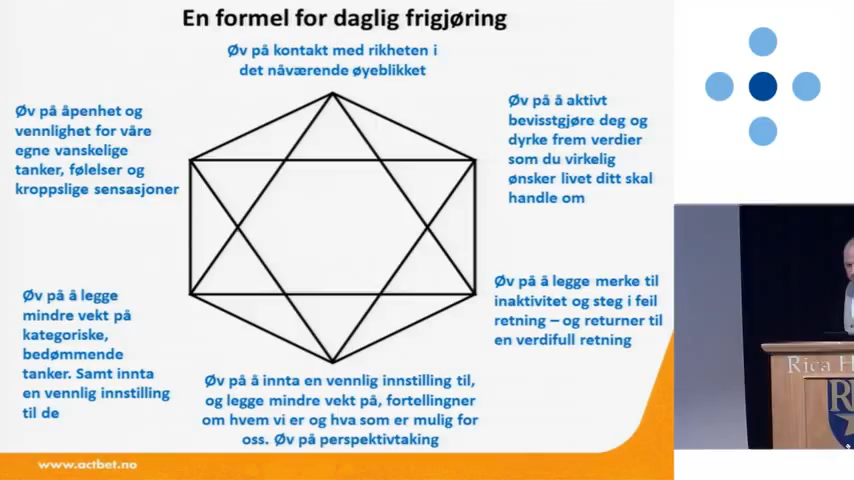 En formel for daglig frigjøring
Øv på kontakt med rikheten i
det nåværende øyeblikket
Øv på åpenhet og
vennlighet for våre
egne vanskelige
tanker, følelser og
kroppslige sensasjoner
Øv på å aktivt
bevisstgjøre deg og
dyrke frem verdier
som du virkelig
ønsker livet ditt skal
handle om
Øv på å legge
mindre vekt på
kategoriske,
bedømmende
tanker. Samt innta
en vennlig innstilling
til de
Øv på å legge merke til
inaktivitet og steg i feil
retning – og returner til
en verdifull retning
Øv på å innta en vennlig innstilling til,
og legge mindre vekt på, fortellingner
om hvem vi er og hva som er mulig for
oss. Øv på perspektivtaking
www.actbet.no
Rica H